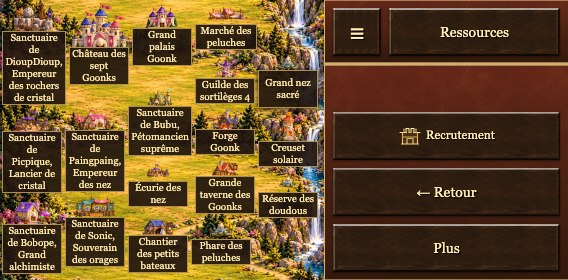 Sanctuaire
de
DioupDioup,
Empereur
des rochers
de cristal
Château des
sept
Goonks
Grand
palais
Goonk
Marché des
peluches
Guilde des
sortilèges 4
Grand nez
sacré
Sanctuaire
de
Picpique,
Lancier de
cristal
Sanctuaire
de
Paingpaing,
Empereur
des nez
Sanctuaire
de Bubu,
Pétomancien
suprême
Forge
Goonk
Creuset
solaire
Écurie des
nez
Grande
taverne des
Goonks
Réserve des
doudous
Sanctuaire
de Bobope,
Grand
alchimiste
Sanctuaire
de Sonic,
Souverain
des orages
Chantier
des petits
bateaux
Phare des
peluches
Ressources
Recrutement
← Retour
Plus